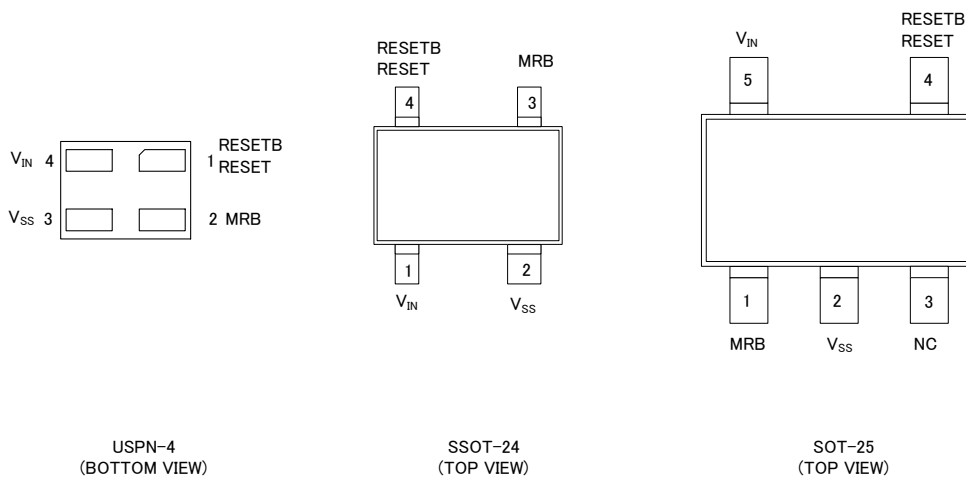 V_IN 4
1 RESETB
RESET
V_SS 3
2 MRB
USPN-4
(BOTTOM VIEW)
RESETB
RESET
MRB
4
3
1
2
V_IN
V_SS
SSOT-24
(TOP VIEW)
V_IN
RESETB
RESET
5
4
1
2
3
MRB
V_SS
NC
SOT-25
(TOP VIEW)